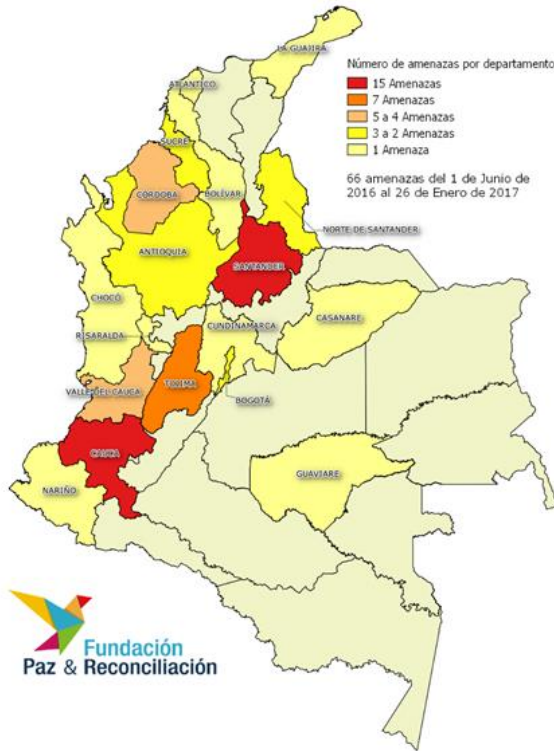 LA GUAJIRA
Número de amenazas por departamento
15 Amenazas
7 Amenazas
5 a 4 Amenazas
3 a 2 Amenazas
1 Amenaza
66 amenazas del 1 de Junio de
2016 al 26 de Enero de 2017
ATLANTICO
SUCRE
CÓRDOBA
BOLÍVAR
NORTE DE SANTANDER
ANTIOQUIA
SANTANDER
CHOCÓ
CUNDINAMARCA
CASANARE
RISARALDA
TOLIMA
VALLE DEL CAUCA
BOGOTÁ
CAUCA
GUAVIARE
NARIÑO
Fundación
Paz & Reconciliación